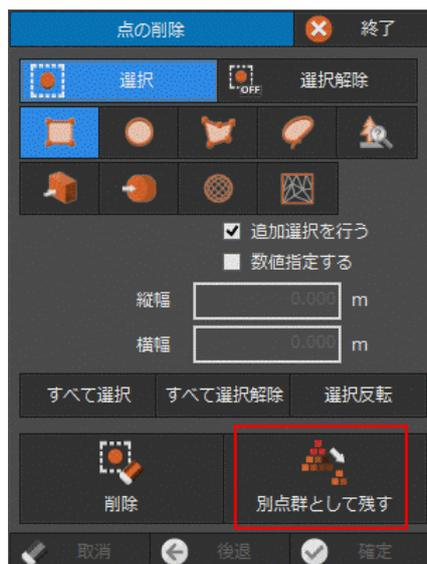 点の削除 終了
選択 OFF 選択解除
追加選択を行う
数値指定する
縦幅 0.000 m
横幅 0.000 m
すべて選択 すべて選択解除 選択反転
削除 別点群として残す
取消 後退 確定